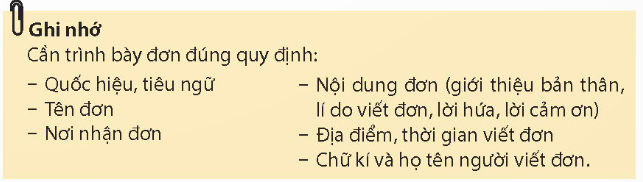 Ghi nhớ
Cần trình bày đơn đúng quy định:
– Quốc hiệu, tiêu ngữ
– Tên đơn
– Nơi nhận đơn
– Nội dung đơn (giới thiệu bản thân,
lí do viết đơn, lời hứa, lời cảm ơn)
– Địa điểm, thời gian viết đơn
– Chữ kí và họ tên người viết đơn.